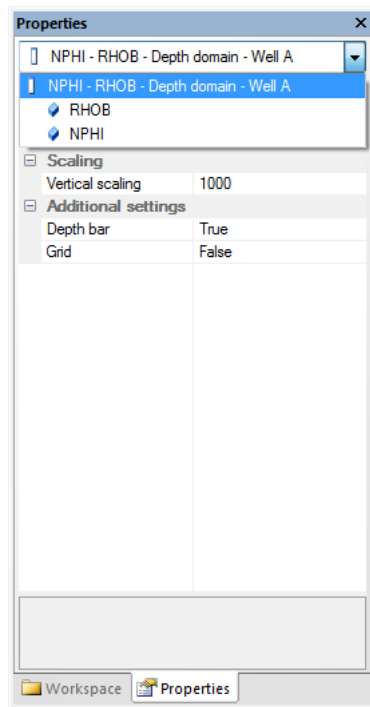 Properties
NPHI - RHOB - Depth domain - Well A
NPHI - RHOB - Depth domain - Well A
RHOB
NPHI
Scaling
Vertical scaling 1000
Additional settings
Depth bar True
Grid False
Workspace Properties